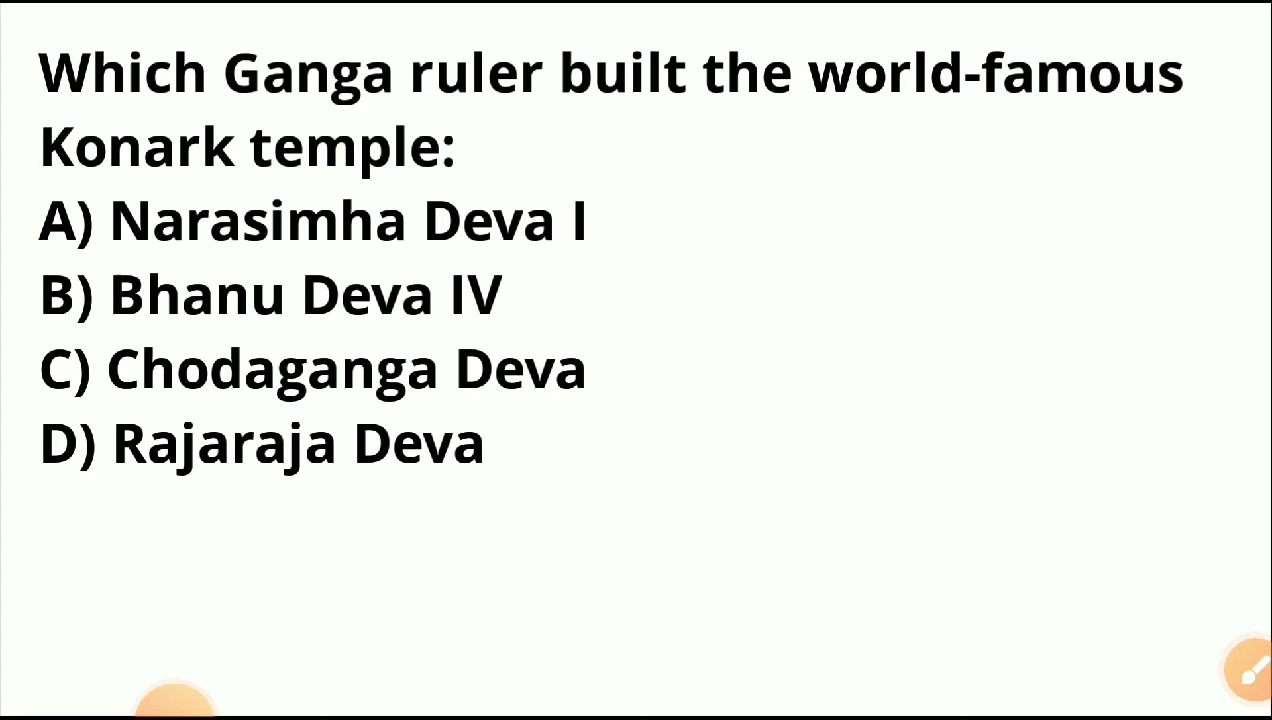 Which Ganga ruler built the world-famous
Konark temple:
A) Narasimha Deva I
B) Bhanu Deva IV
C) Chodaganga Deva
D) Rajaraja Deva